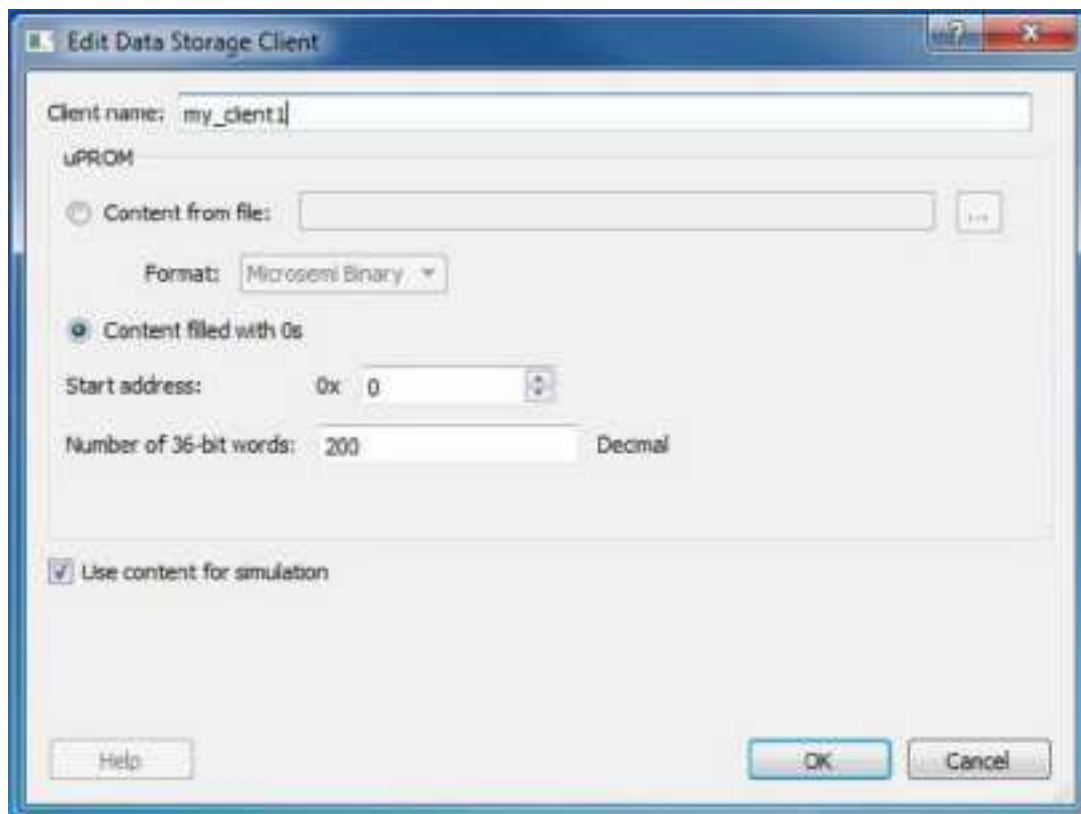 Edit Data Storage Client
Client name: my_client1
uPROM
Content from file: ...
Format: Microsemi Binary
Content filled with 0s
Start address: 0x 0
Number of 36-bit words: 200 Decimal
Use content for simulation
Help OK Cancel